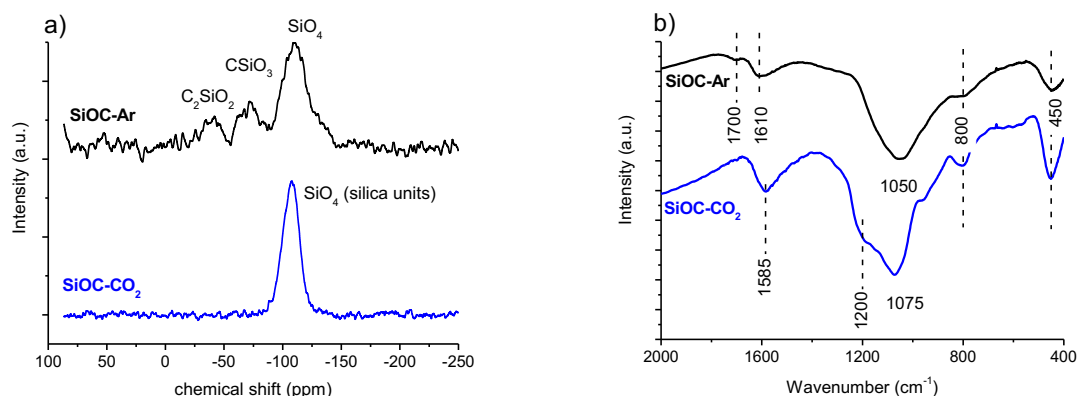 a)
SiO₄
CSiO₃
C₂SiO₂
SiOC-Ar
SiO₄ (silica units)
SiOC-CO₂
Intensity (a.u.)
100 50 0 -50 -100 -150 -200 -250
chemical shift (ppm)
b)
SiOC-Ar
1700
1610
800
450
1050
SiOC-CO₂
1585
1200
1075
Intensity (a.u.)
2000 1600 1200 800 400
Wavenumber (cm⁻¹)